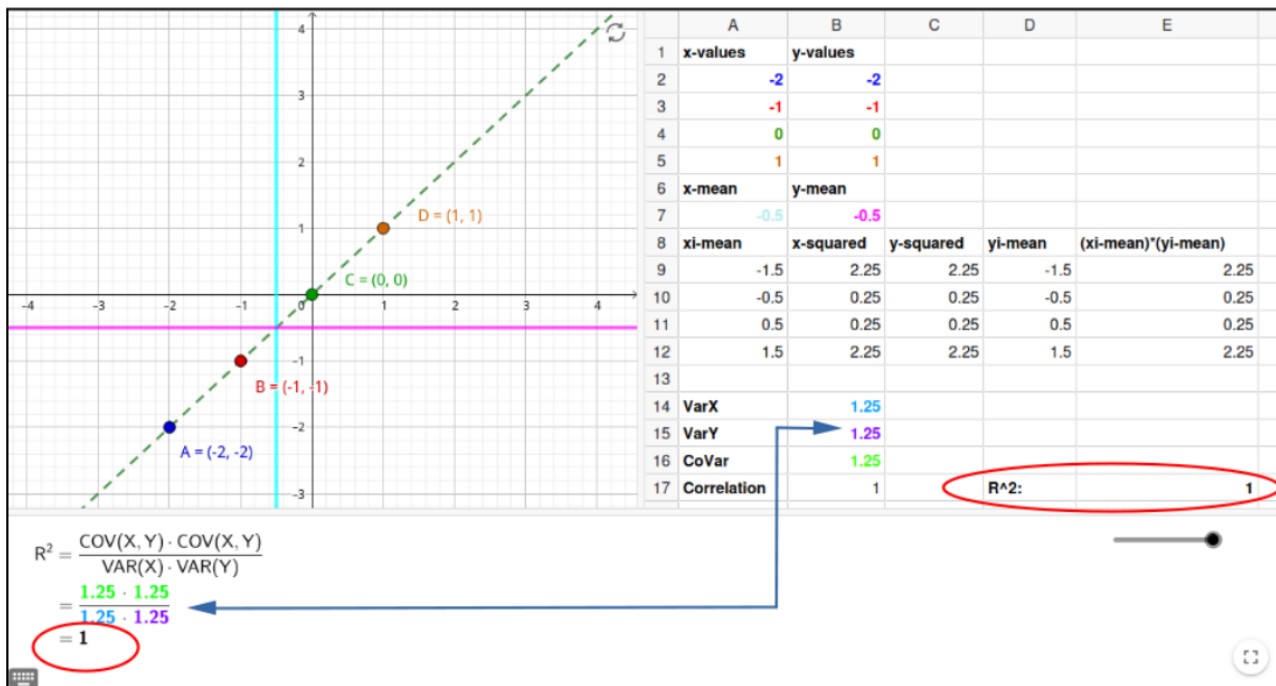 4
3
2
1
-4 -3 -2 -1 0 1 2 3 4
-1
-2
-3
D = (1, 1)
C = (0, 0)
B = (-1, -1)
A = (-2, -2)
A B C D E
1 x-values y-values
2 -2 -2
3 -1 -1
4 0 0
5 1 1
6 x-mean y-mean
7 -0.5 -0.5
8 xi-mean x-squared y-squared yi-mean (xi-mean)*(yi-mean)
9 -1.5 2.25 2.25 -1.5 2.25
10 -0.5 0.25 0.25 -0.5 0.25
11 0.5 0.25 0.25 0.5 0.25
12 1.5 2.25 2.25 1.5 2.25
13
14 VarX 1.25
15 VarY 1.25
16 CoVar 1.25
17 Correlation 1 R^2: 1
R² = COV(X, Y) · COV(X, Y)
VAR(X) · VAR(Y)
= 1.25 · 1.25
1.25 · 1.25
= 1